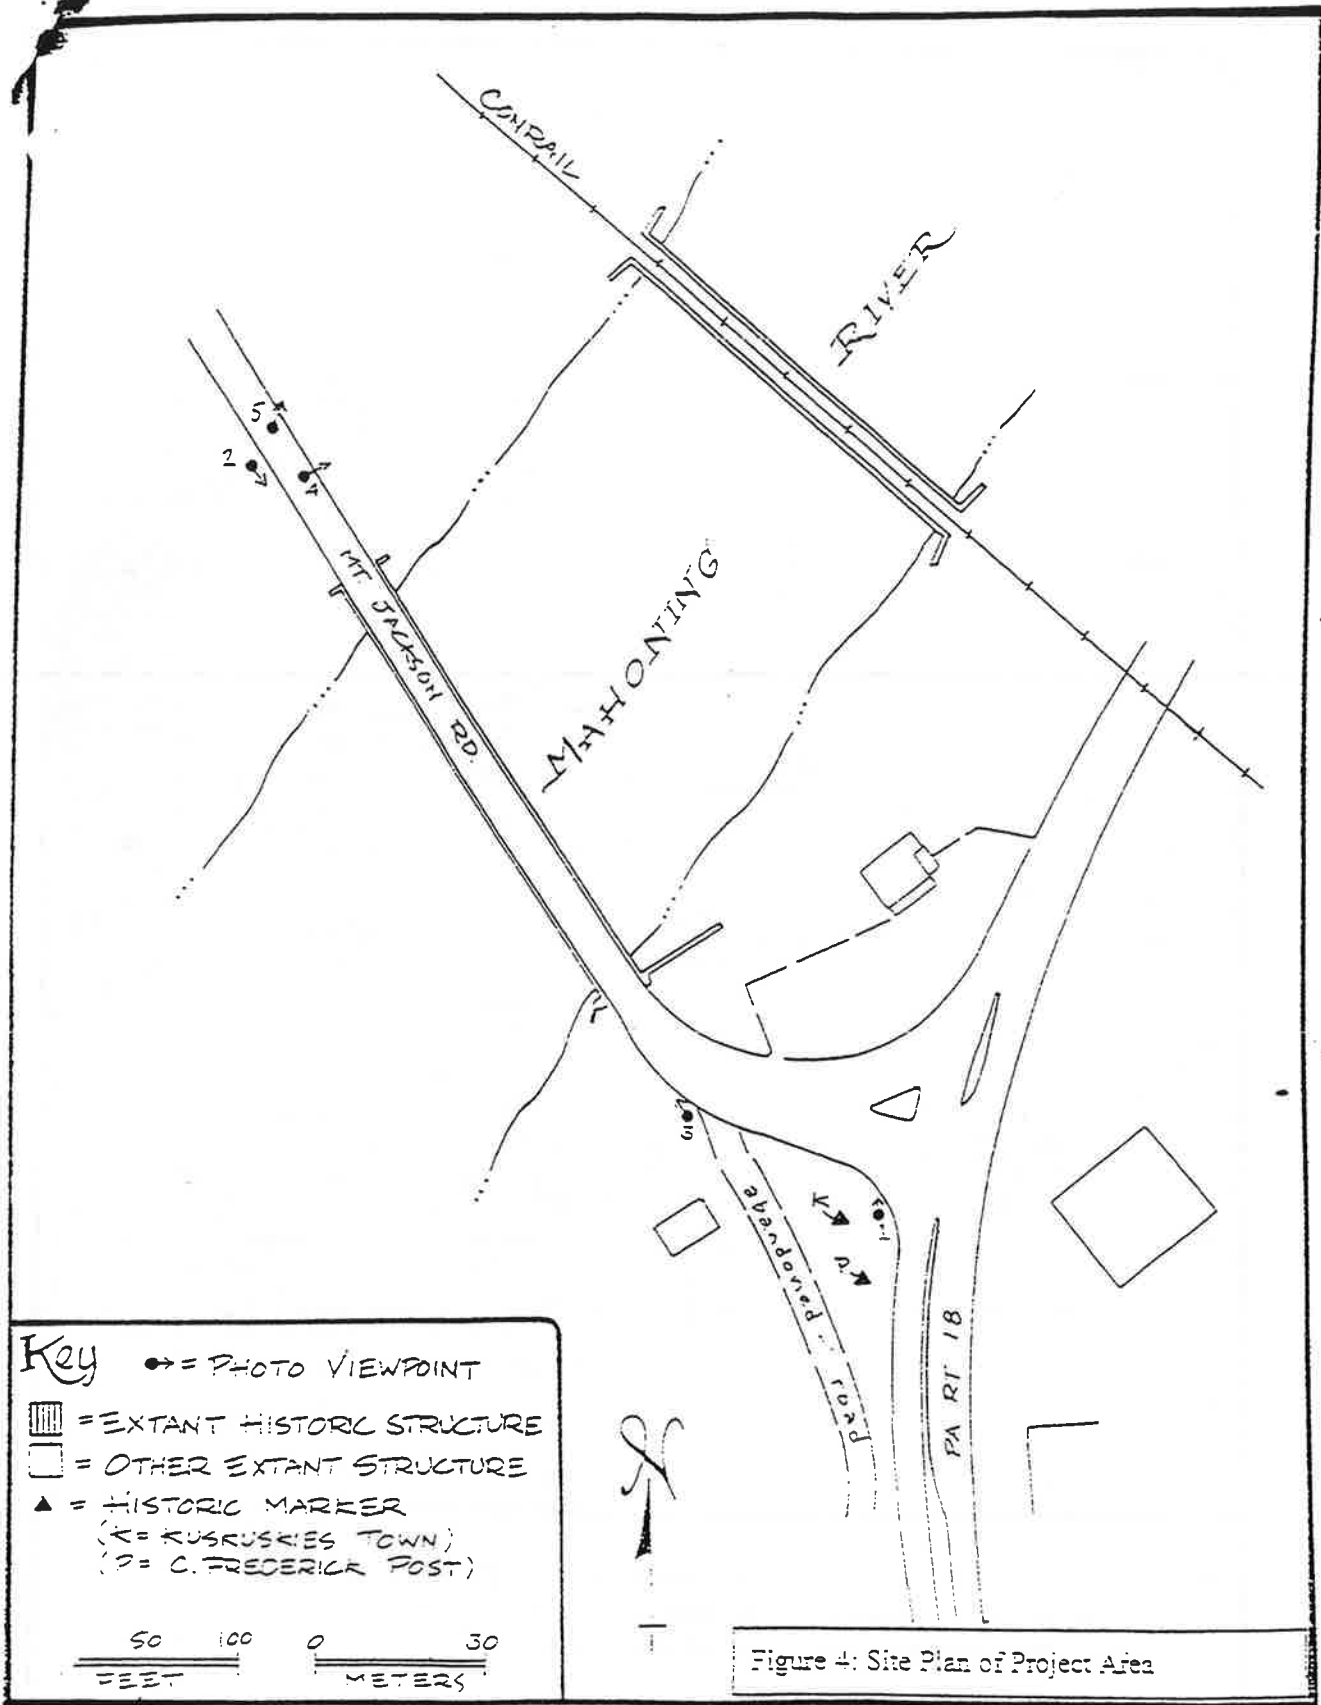 CONRAIL
RIVER
5
2
4
MT. JACKSON RD.
MAHONING
3
K
P
1
abandoned road
PA RT 18
Key
= PHOTO VIEWPOINT
= EXTANT HISTORIC STRUCTURE
= OTHER EXTANT STRUCTURE
= HISTORIC MARKER
(K= KUSKUSKIES TOWN)
(P= C. FREDERICK POST)
N
50 100 0 30
FEET METERS
Figure 4: Site Plan of Project Area